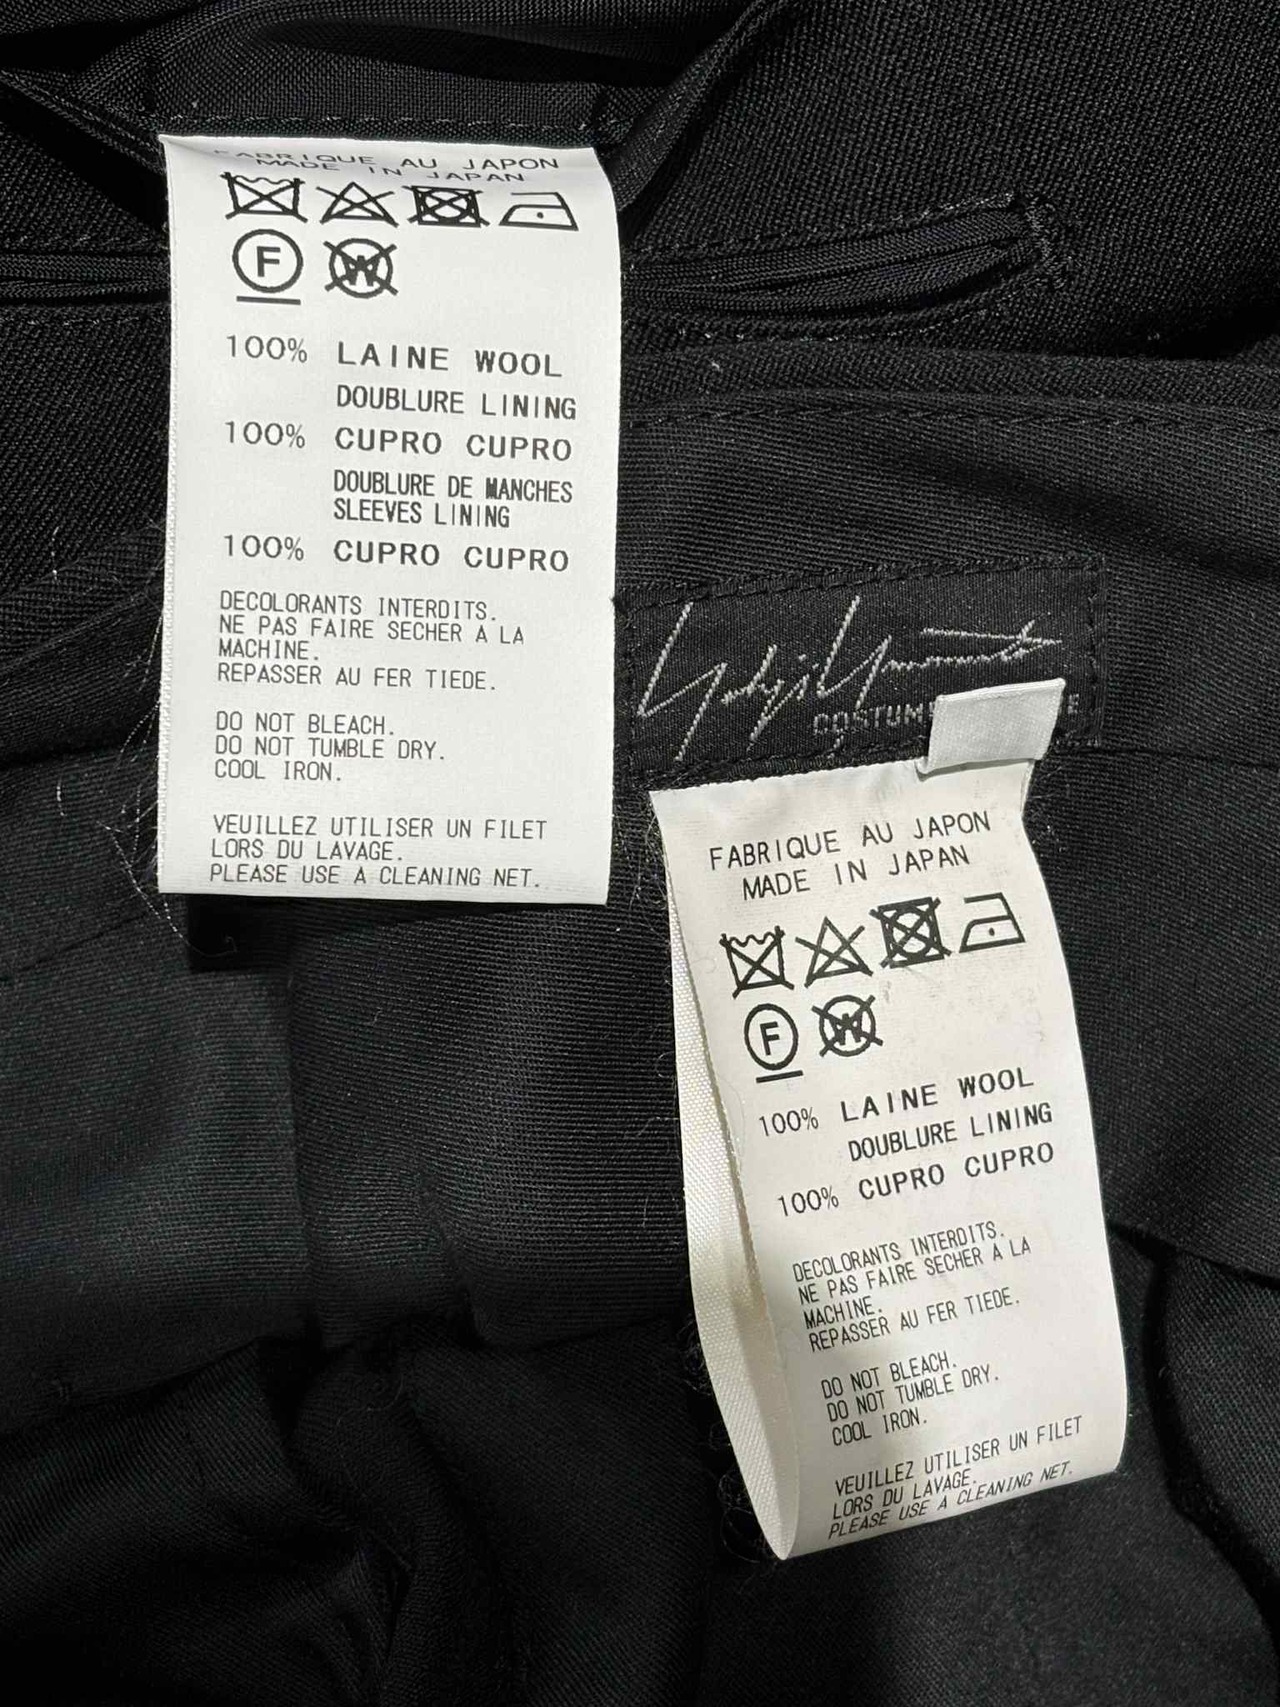 FABRIQUE AU JAPON
MADE IN JAPAN
F
W
100% LAINE WOOL
DOUBLURE LINING
100% CUPRO CUPRO
DOUBLURE DE MANCHES
SLEEVES LINING
100% CUPRO CUPRO
DECOLORANTS INTERDITS.
NE PAS FAIRE SECHER A LA
MACHINE.
REPASSER AU FER TIEDE.
DO NOT BLEACH.
DO NOT TUMBLE DRY.
COOL IRON.
VEUILLEZ UTILISER UN FILET
LORS DU LAVAGE.
PLEASE USE A CLEANING NET.
Yohji Yamamoto
FABRIQUE AU JAPON
MADE IN JAPAN
F
W
100% LAINE WOOL
DOUBLURE LINING
100% CUPRO CUPRO
DECOLORANTS INTERDITS.
NE PAS FAIRE SECHER A LA
MACHINE.
REPASSER AU FER TIEDE.
DO NOT BLEACH.
DO NOT TUMBLE DRY.
COOL IRON.
VEUILLEZ UTILISER UN FILET
LORS DU LAVAGE.
PLEASE USE A CLEANING NET.